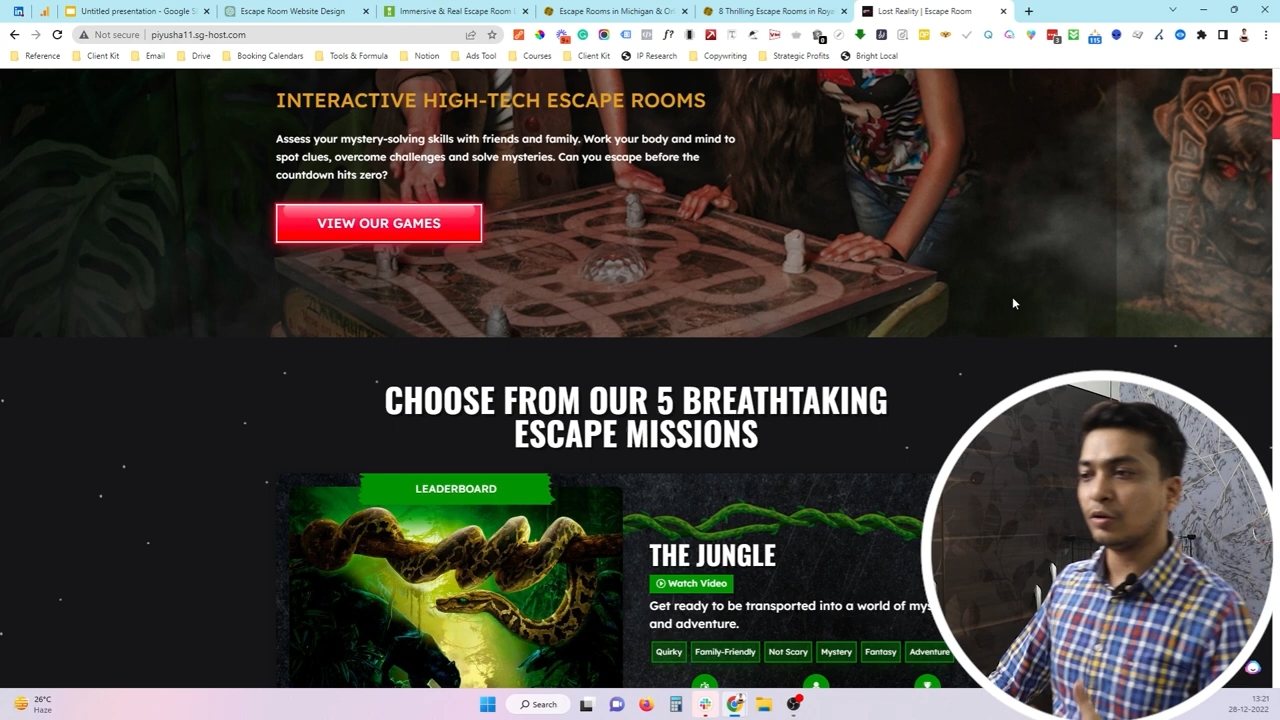 Untitled presentation - Google S
Escape Room Website Design
Immersive & Real Escape Room
Escape Rooms in Michigan & O
8 Thrilling Escape Rooms in Roya
Lost Reality | Escape Room
Not secure
piyusha11.sg-host.com
Reference
Client Kit
Email
Drive
Booking Calendars
Tools & Formula
Notion
Ads Tool
Courses
Client Kit
IP Research
Copywriting
Strategic Profits
Bright Local
INTERACTIVE HIGH-TECH ESCAPE ROOMS
Assess your mystery-solving skills with friends and family. Work your body and mind to
spot clues, overcome challenges and solve mysteries. Can you escape before the
countdown hits zero?
VIEW OUR GAMES
CHOOSE FROM OUR 5 BREATHTAKING
ESCAPE MISSIONS
LEADERBOARD
THE JUNGLE
Watch Video
Get ready to be transported into a world of mys
and adventure.
Quirky
Family-Friendly
Not Scary
Mystery
Fantasy
Adventure
26°C
Haze
Search
13:21
28-12-2022